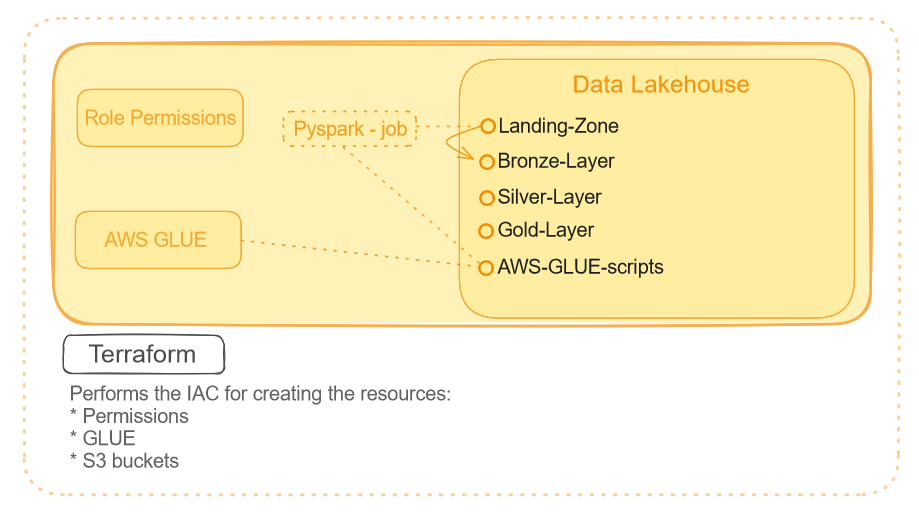 Data Lakehouse
Role Permissions
Pyspark - job
Landing-Zone
Bronze-Layer
Silver-Layer
Gold-Layer
AWS GLUE
AWS-GLUE-scripts
Terraform
Performs the IAC for creating the resources:
* Permissions
* GLUE
* S3 buckets